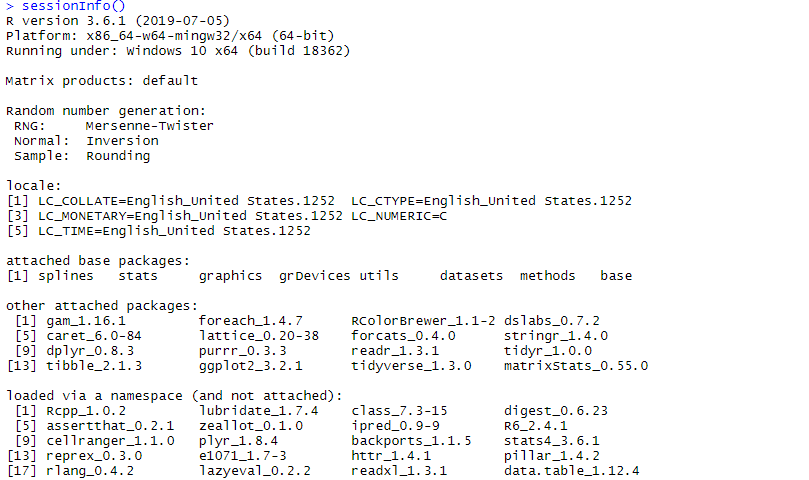 > sessionInfo()
R version 3.6.1 (2019-07-05)
Platform: x86_64-w64-mingw32/x64 (64-bit)
Running under: Windows 10 x64 (build 18362)

Matrix products: default

Random number generation:
 RNG:     Mersenne-Twister
 Normal:  Inversion
 Sample:  Rounding

locale:
[1] LC_COLLATE=English_United States.1252  LC_CTYPE=English_United States.1252
[3] LC_MONETARY=English_United States.1252 LC_NUMERIC=C
[5] LC_TIME=English_United States.1252

attached base packages:
[1] splines   stats     graphics  grDevices utils     datasets  methods   base

other attached packages:
 [1] gam_1.16.1         foreach_1.4.7      RColorBrewer_1.1-2 dslabs_0.7.2
 [5] caret_6.0-84       lattice_0.20-38    forcats_0.4.0      stringr_1.4.0
 [9] dplyr_0.8.3        purrr_0.3.3        readr_1.3.1        tidyr_1.0.0
[13] tibble_2.1.3       ggplot2_3.2.1      tidyverse_1.3.0    matrixStats_0.55.0

loaded via a namespace (and not attached):
 [1] Rcpp_1.0.2         lubridate_1.7.4    class_7.3-15       digest_0.6.23
 [5] assertthat_0.2.1   zeallot_0.1.0      ipred_0.9-9        R6_2.4.1
 [9] cellranger_1.1.0   plyr_1.8.4         backports_1.1.5    stats4_3.6.1
[13] reprex_0.3.0       e1071_1.7-3        httr_1.4.1         pillar_1.4.2
[17] rlang_0.4.2        lazyeval_0.2.2     readxl_1.3.1       data.table_1.12.4